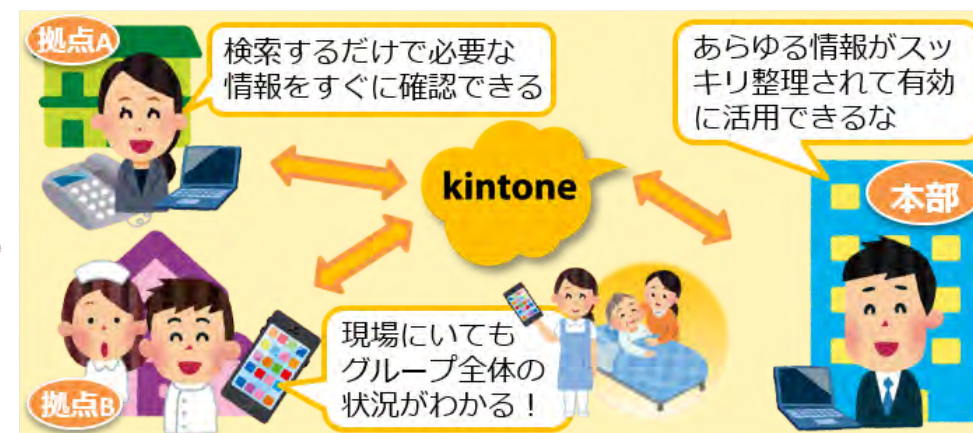 拠点A
検索するだけで必要な
情報をすぐに確認できる
あらゆる情報がスッ
キリ整理されて有効
に活用できるな
kintone
本部
現場にいても
グループ全体の
状況がわかる！
拠点B